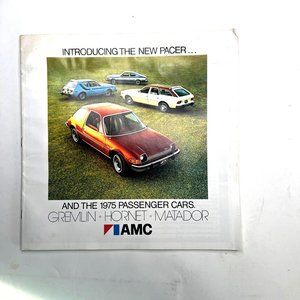 INTRODUCING THE NEW PACER...
AND THE 1975 PASSENGER CARS.
GREMLIN • HORNET • MATADOR
AMC